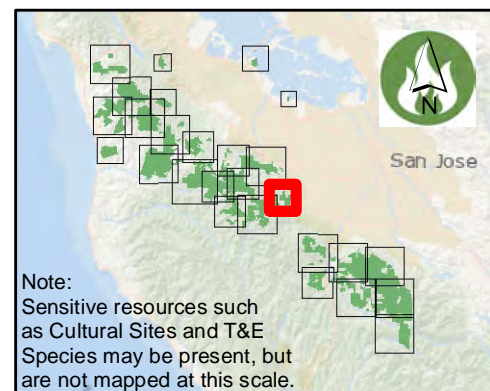 N
San Jose
Note:
Sensitive resources such
as Cultural Sites and T&E
Species may be present, but
are not mapped at this scale.